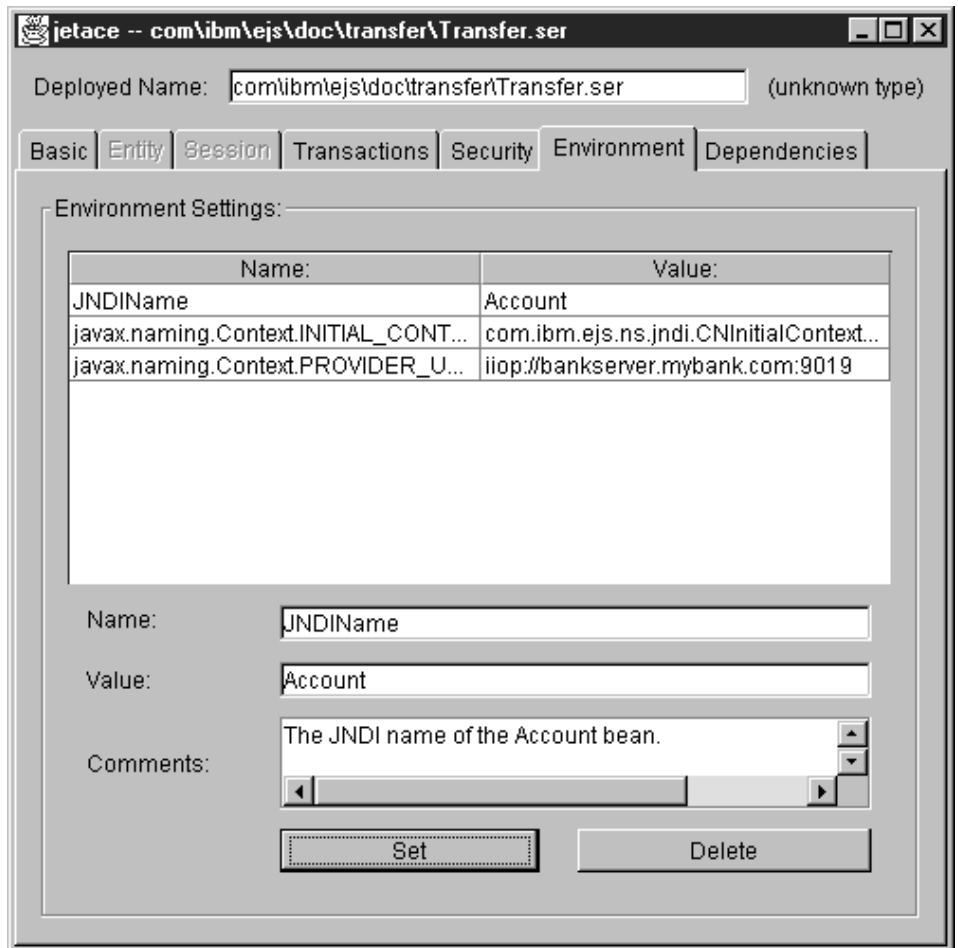 jetace -- com\ibm\ejs\doc\transfer\Transfer.ser
Deployed Name: com\ibm\ejs\doc\transfer\Transfer.ser (unknown type)
Basic Entity Session Transactions Security Environment Dependencies
Environment Settings:
Name: Value:
JNDIName Account
javax.naming.Context.INITIAL_CONT... com.ibm.ejs.ns.jndi.CNInitialContext...
javax.naming.Context.PROVIDER_U... iiop://bankserver.mybank.com:9019
Name: JNDIName
Value: Account
The JNDI name of the Account bean.
Comments:
Set Delete